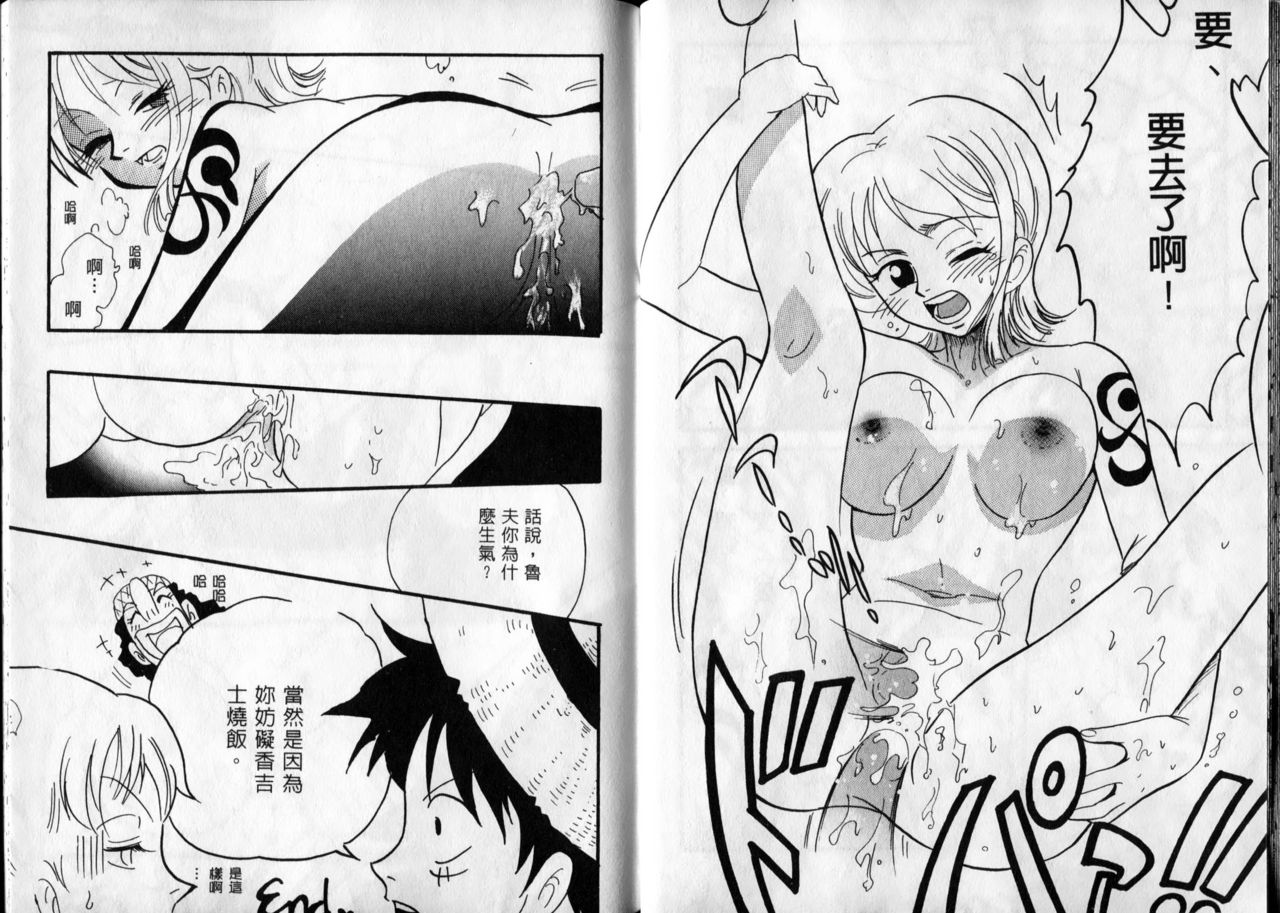 要、
要去了啊！
ドパ!!
哈啊
哈啊
啊…
啊
話說，魯
夫你為什
麼生氣？
哈哈
哈
當然是因為
妳妨礙香吉
士燒飯。
是這
樣啊
…
End..